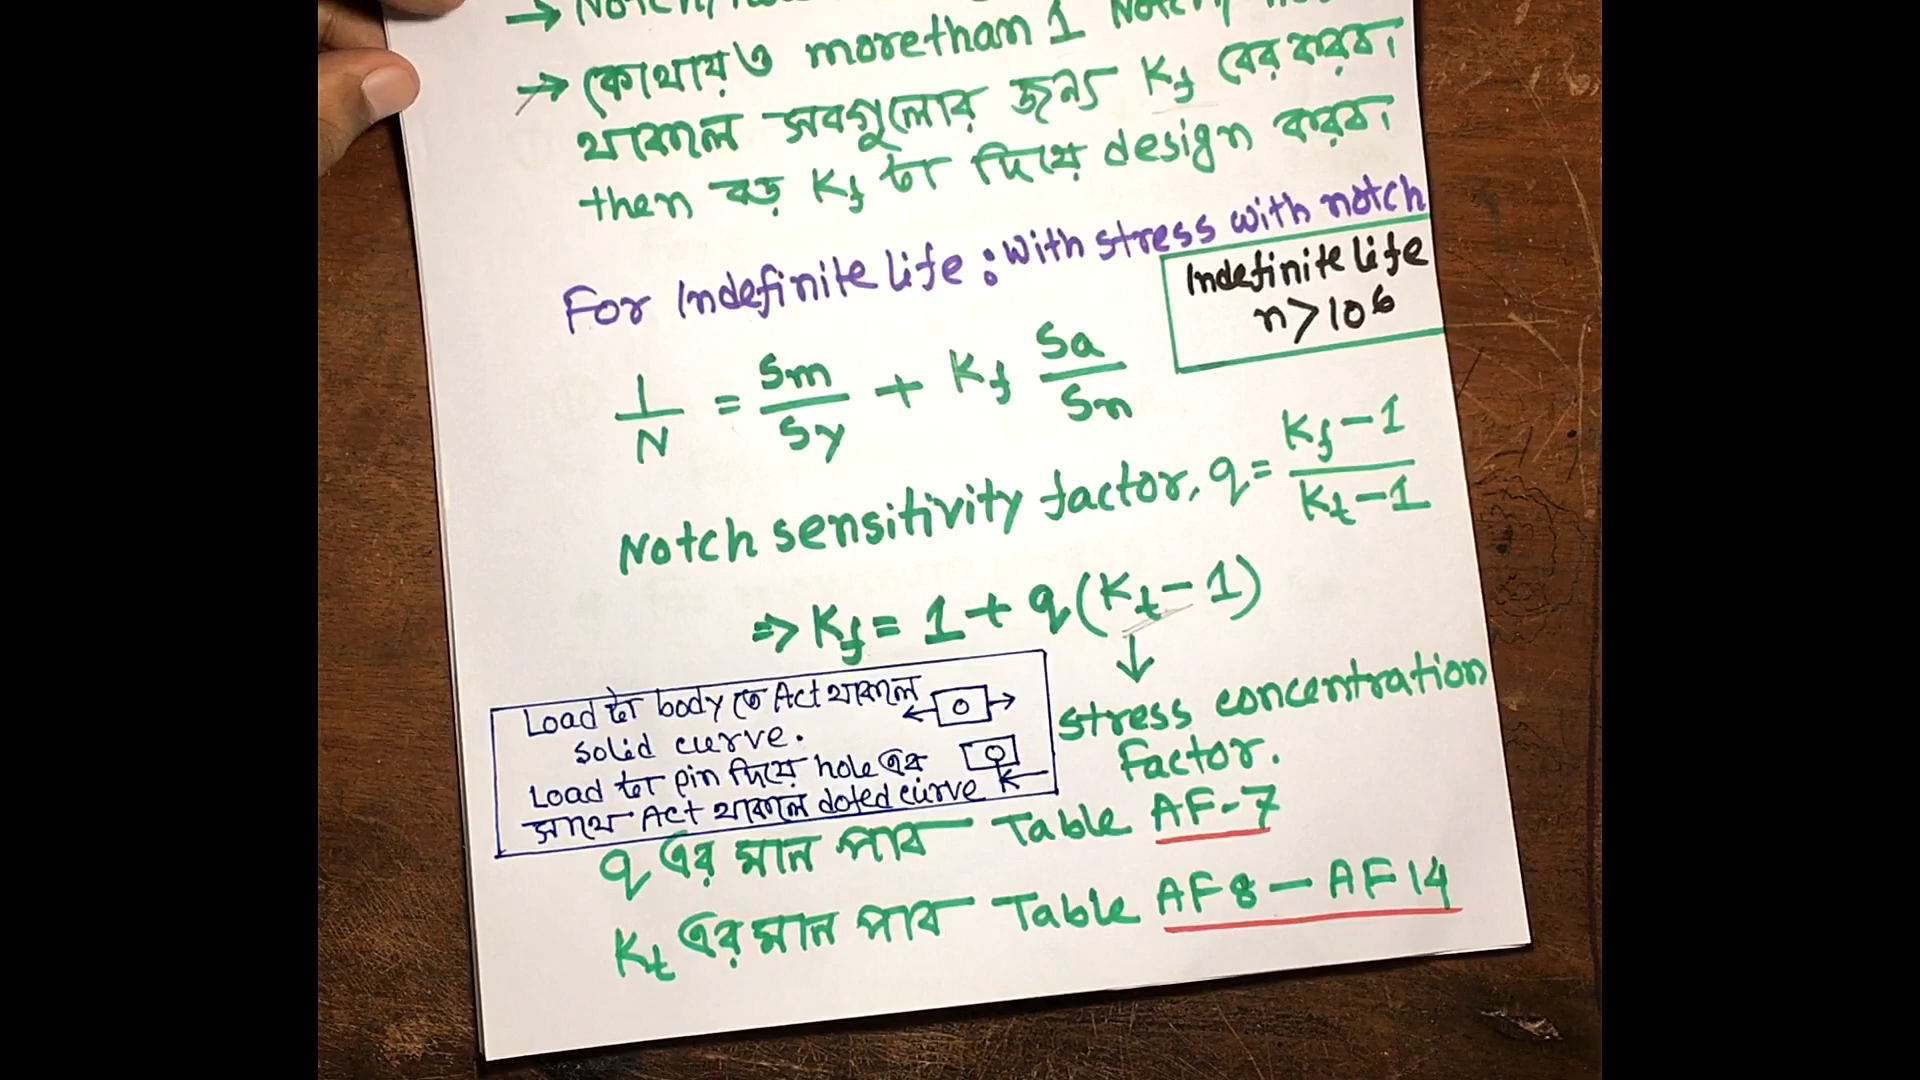 → Notch/
→ কোথায়ও more than 1 Notch/
থাকলে সবগুলোর জন্য Kf বের করব।
then বড় Kf টা দিয়ে design করব।
For Indefinite life : with stress with notch
Indefinite life
n > 10⁶
1/N = Sm/Sy + Kf Sa/Sn
Notch sensitivity factor, q = Kf-1/Kt-1
⇒ Kf = 1 + q(Kt-1)
↓
stress concentration
factor.
Load টা body তে Act থাকলে
solid curve.
Load টা pin দিয়ে hole এর
সাথে Act থাকলে doted curve
q এর মান পাব — Table AF-7
Kt এর মান পাব — Table AF8 — AF14